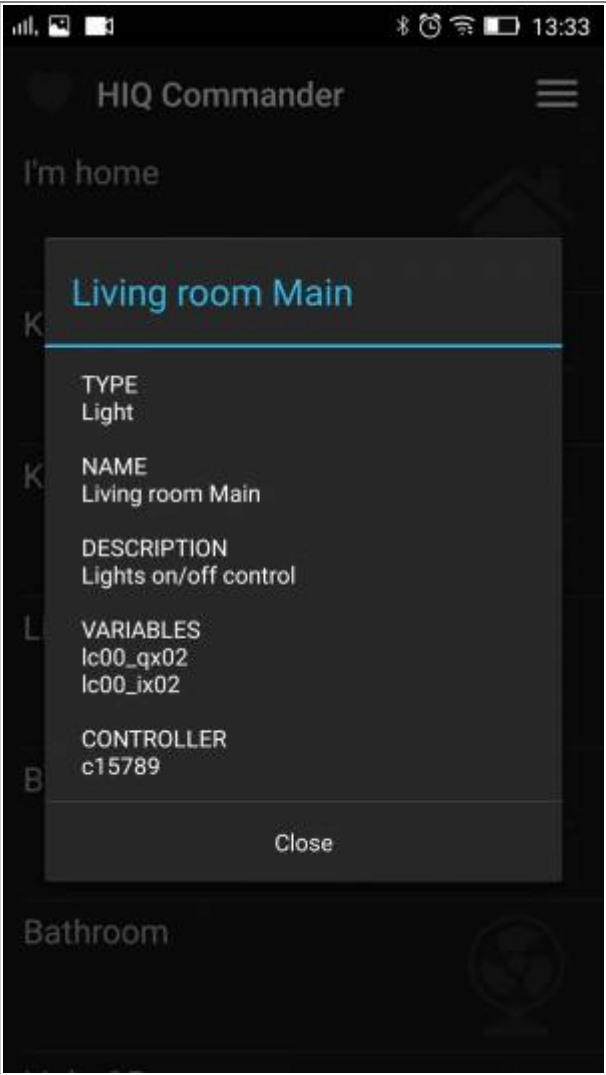 13:33
HIQ Commander
I'm home
Living room Main
K
TYPE
Light
NAME
Living room Main
K
DESCRIPTION
Lights on/off control
VARIABLES
lc00_qx02
lc00_ix02
CONTROLLER
c15789
B
Close
Bathroom